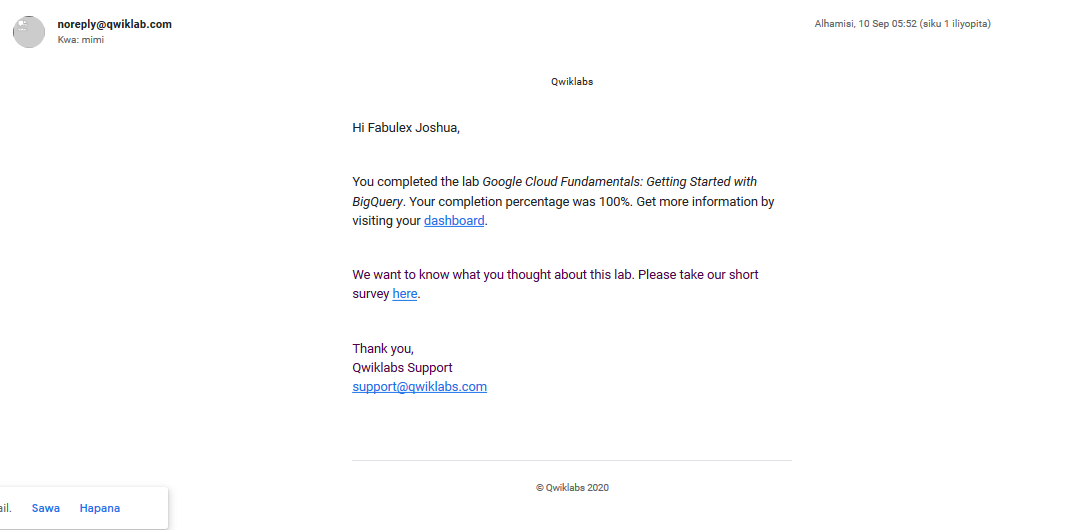 noreply@qwiklab.com
Alhamisi, 10 Sep 05:52 (siku 1 iliyopita)
Kwa: mimi
Qwiklabs
Hi Fabulex Joshua,
You completed the lab Google Cloud Fundamentals: Getting Started with
BigQuery. Your completion percentage was 100%. Get more information by
visiting your dashboard.
We want to know what you thought about this lab. Please take our short
survey here.
Thank you,
Qwiklabs Support
support@qwiklabs.com
© Qwiklabs 2020
ail. Sawa Hapana